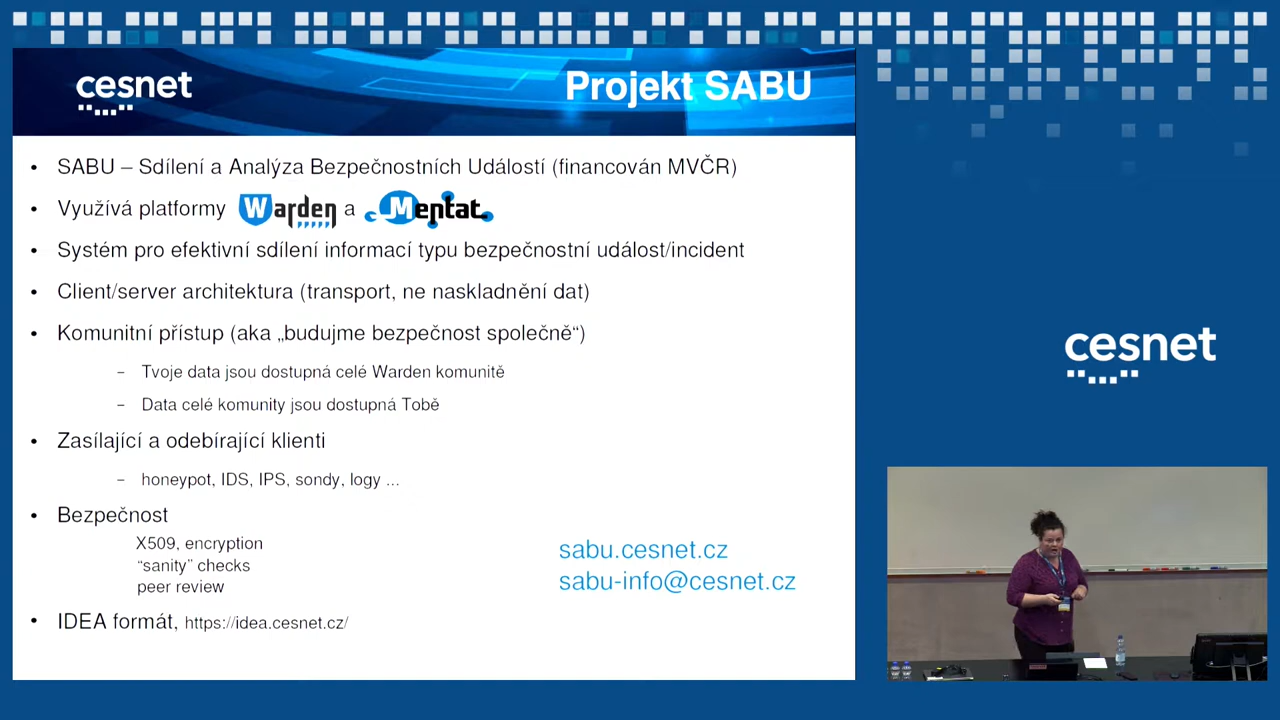 cesnet
Projekt SABU
• SABU – Sdílení a Analýza Bezpečnostních Událostí (financován MVČR)
• Využívá platformy Warden a Mentat
• Systém pro efektivní sdílení informací typu bezpečnostní událost/incident
• Client/server architektura (transport, ne naskladnění dat)
• Komunitní přístup (aka „budujme bezpečnost společně“)
– Tvoje data jsou dostupná celé Warden komunitě
– Data celé komunity jsou dostupná Tobě
• Zasílající a odebírající klienti
– honeypot, IDS, IPS, sondy, logy ...
• Bezpečnost
X509, encryption
“sanity” checks
peer review
sabu.cesnet.cz
sabu-info@cesnet.cz
• IDEA formát, https://idea.cesnet.cz/
cesnet